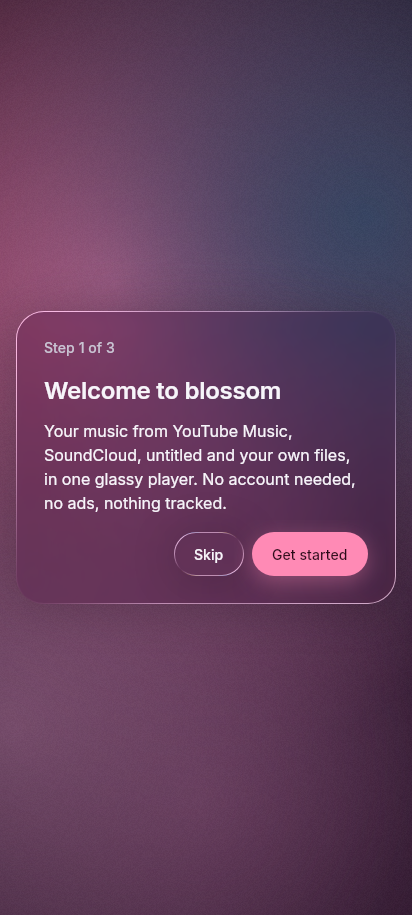 Step 1 of 3
Welcome to blossom
Your music from YouTube Music,
SoundCloud, untitled and your own files,
in one glassy player. No account needed,
no ads, nothing tracked.
Skip
Get started